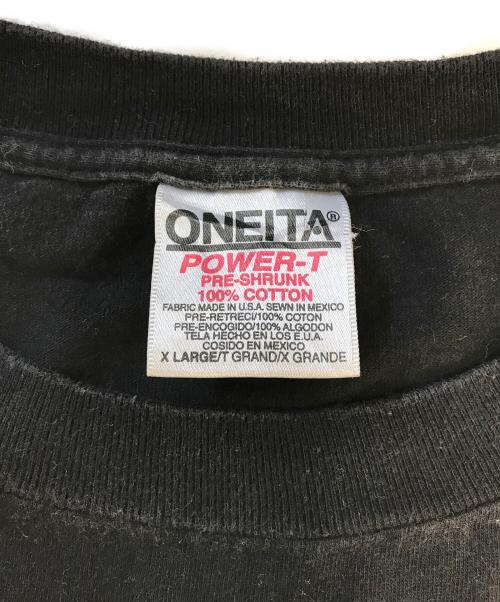 ONEITA®
POWER-T
PRE-SHRUNK
100% COTTON
FABRIC MADE IN U.S.A. SEWN IN MEXICO
PRE-RETRECI/100% COTON
PRE-ENCOGIDO/100% ALGODON
TELA HECHO EN LOS E.U.A.
COSIDO EN MEXICO
X LARGE/T GRAND/X GRANDE